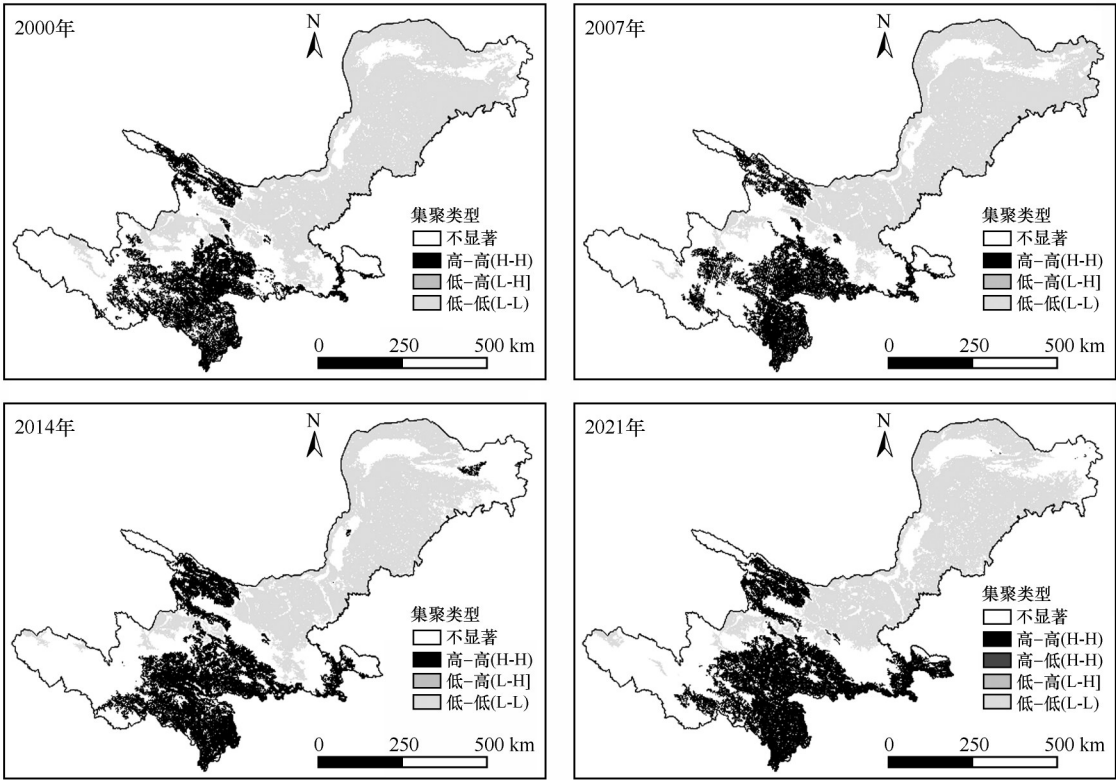 2000年
N
集聚类型
不显著
高-高(H-H)
低-高(L-H]
低-低(L-L)
0 250 500 km
2007年
N
集聚类型
不显著
高-高(H-H)
低-高(L-H]
低-低(L-L)
0 250 500 km
2014年
N
集聚类型
不显著
高-高(H-H)
低-高(L-H]
低-低(L-L)
0 250 500 km
2021年
N
集聚类型
不显著
高-高(H-H)
高-低(H-H)
低-高(L-H]
低-低(L-L)
0 250 500 km